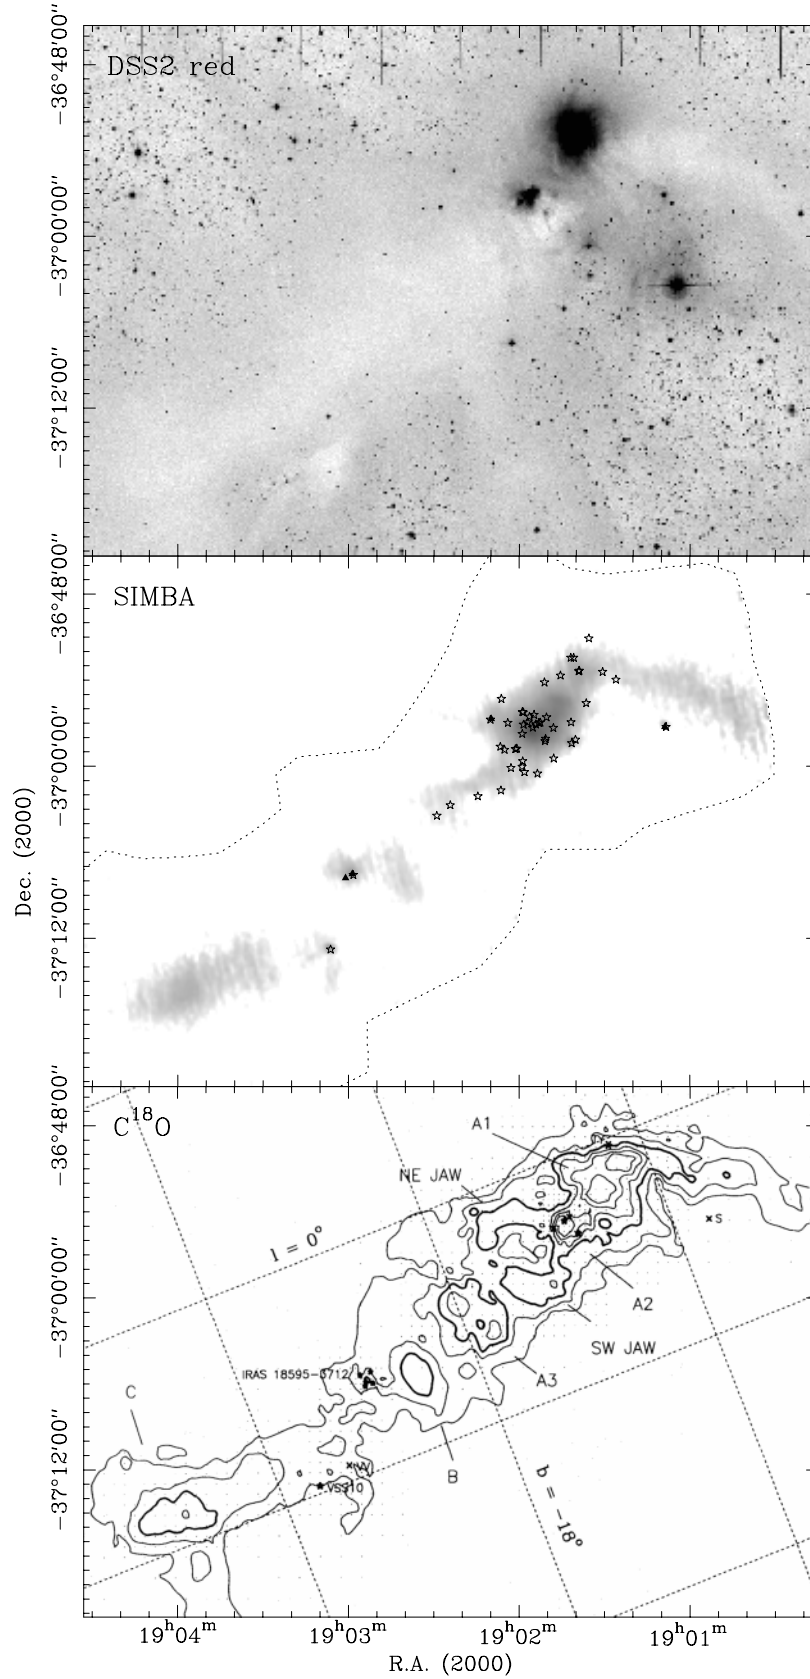 DSS2 red
-36°48'00"
-37°00'00"
-37°12'00"
SIMBA
-36°48'00"
-37°00'00"
-37°12'00"
Dec. (2000)
C¹⁸O
-36°48'00"
-37°00'00"
-37°12'00"
A1
NE JAW
S
l = 0°
A2
SW JAW
IRAS 18595-3712
A3
C
B
VSS10
b = -18°
19ʰ04ᵐ 19ʰ03ᵐ 19ʰ02ᵐ 19ʰ01ᵐ
R.A. (2000)